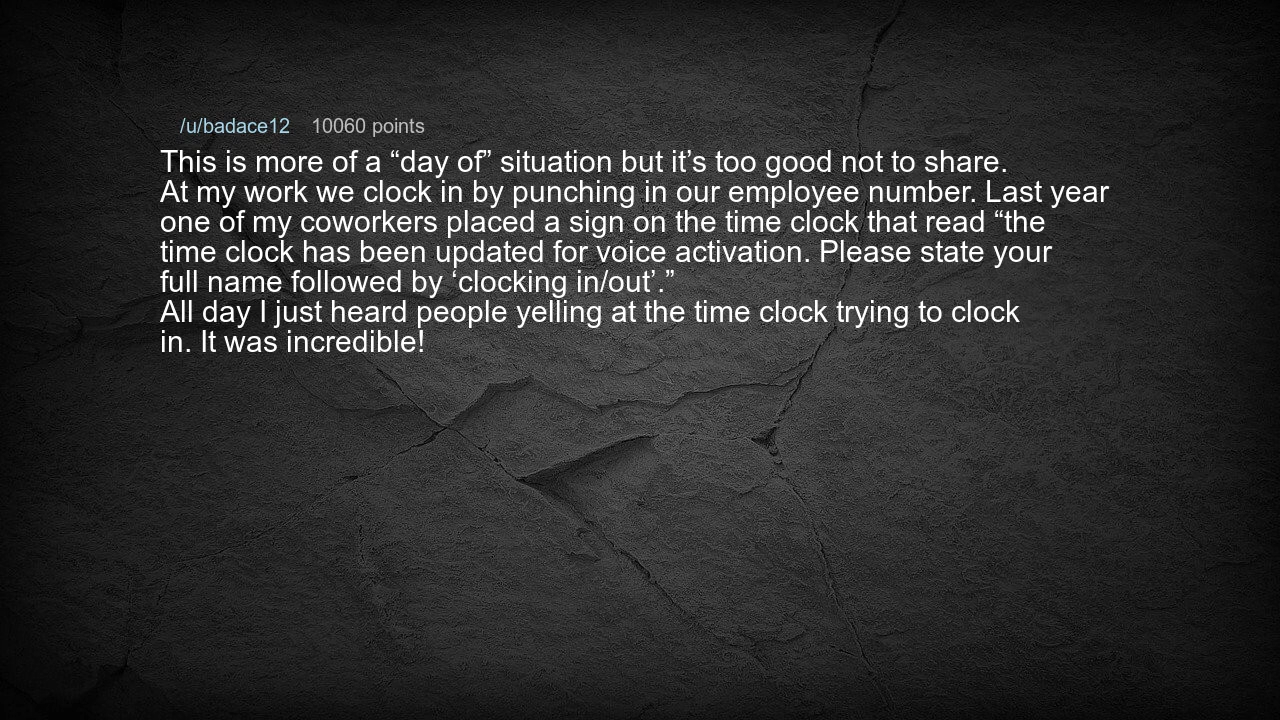 /u/badace12 10060 points
This is more of a “day of” situation but it’s too good not to share.
At my work we clock in by punching in our employee number. Last year
one of my coworkers placed a sign on the time clock that read “the
time clock has been updated for voice activation. Please state your
full name followed by ‘clocking in/out’.”
All day I just heard people yelling at the time clock trying to clock
in. It was incredible!